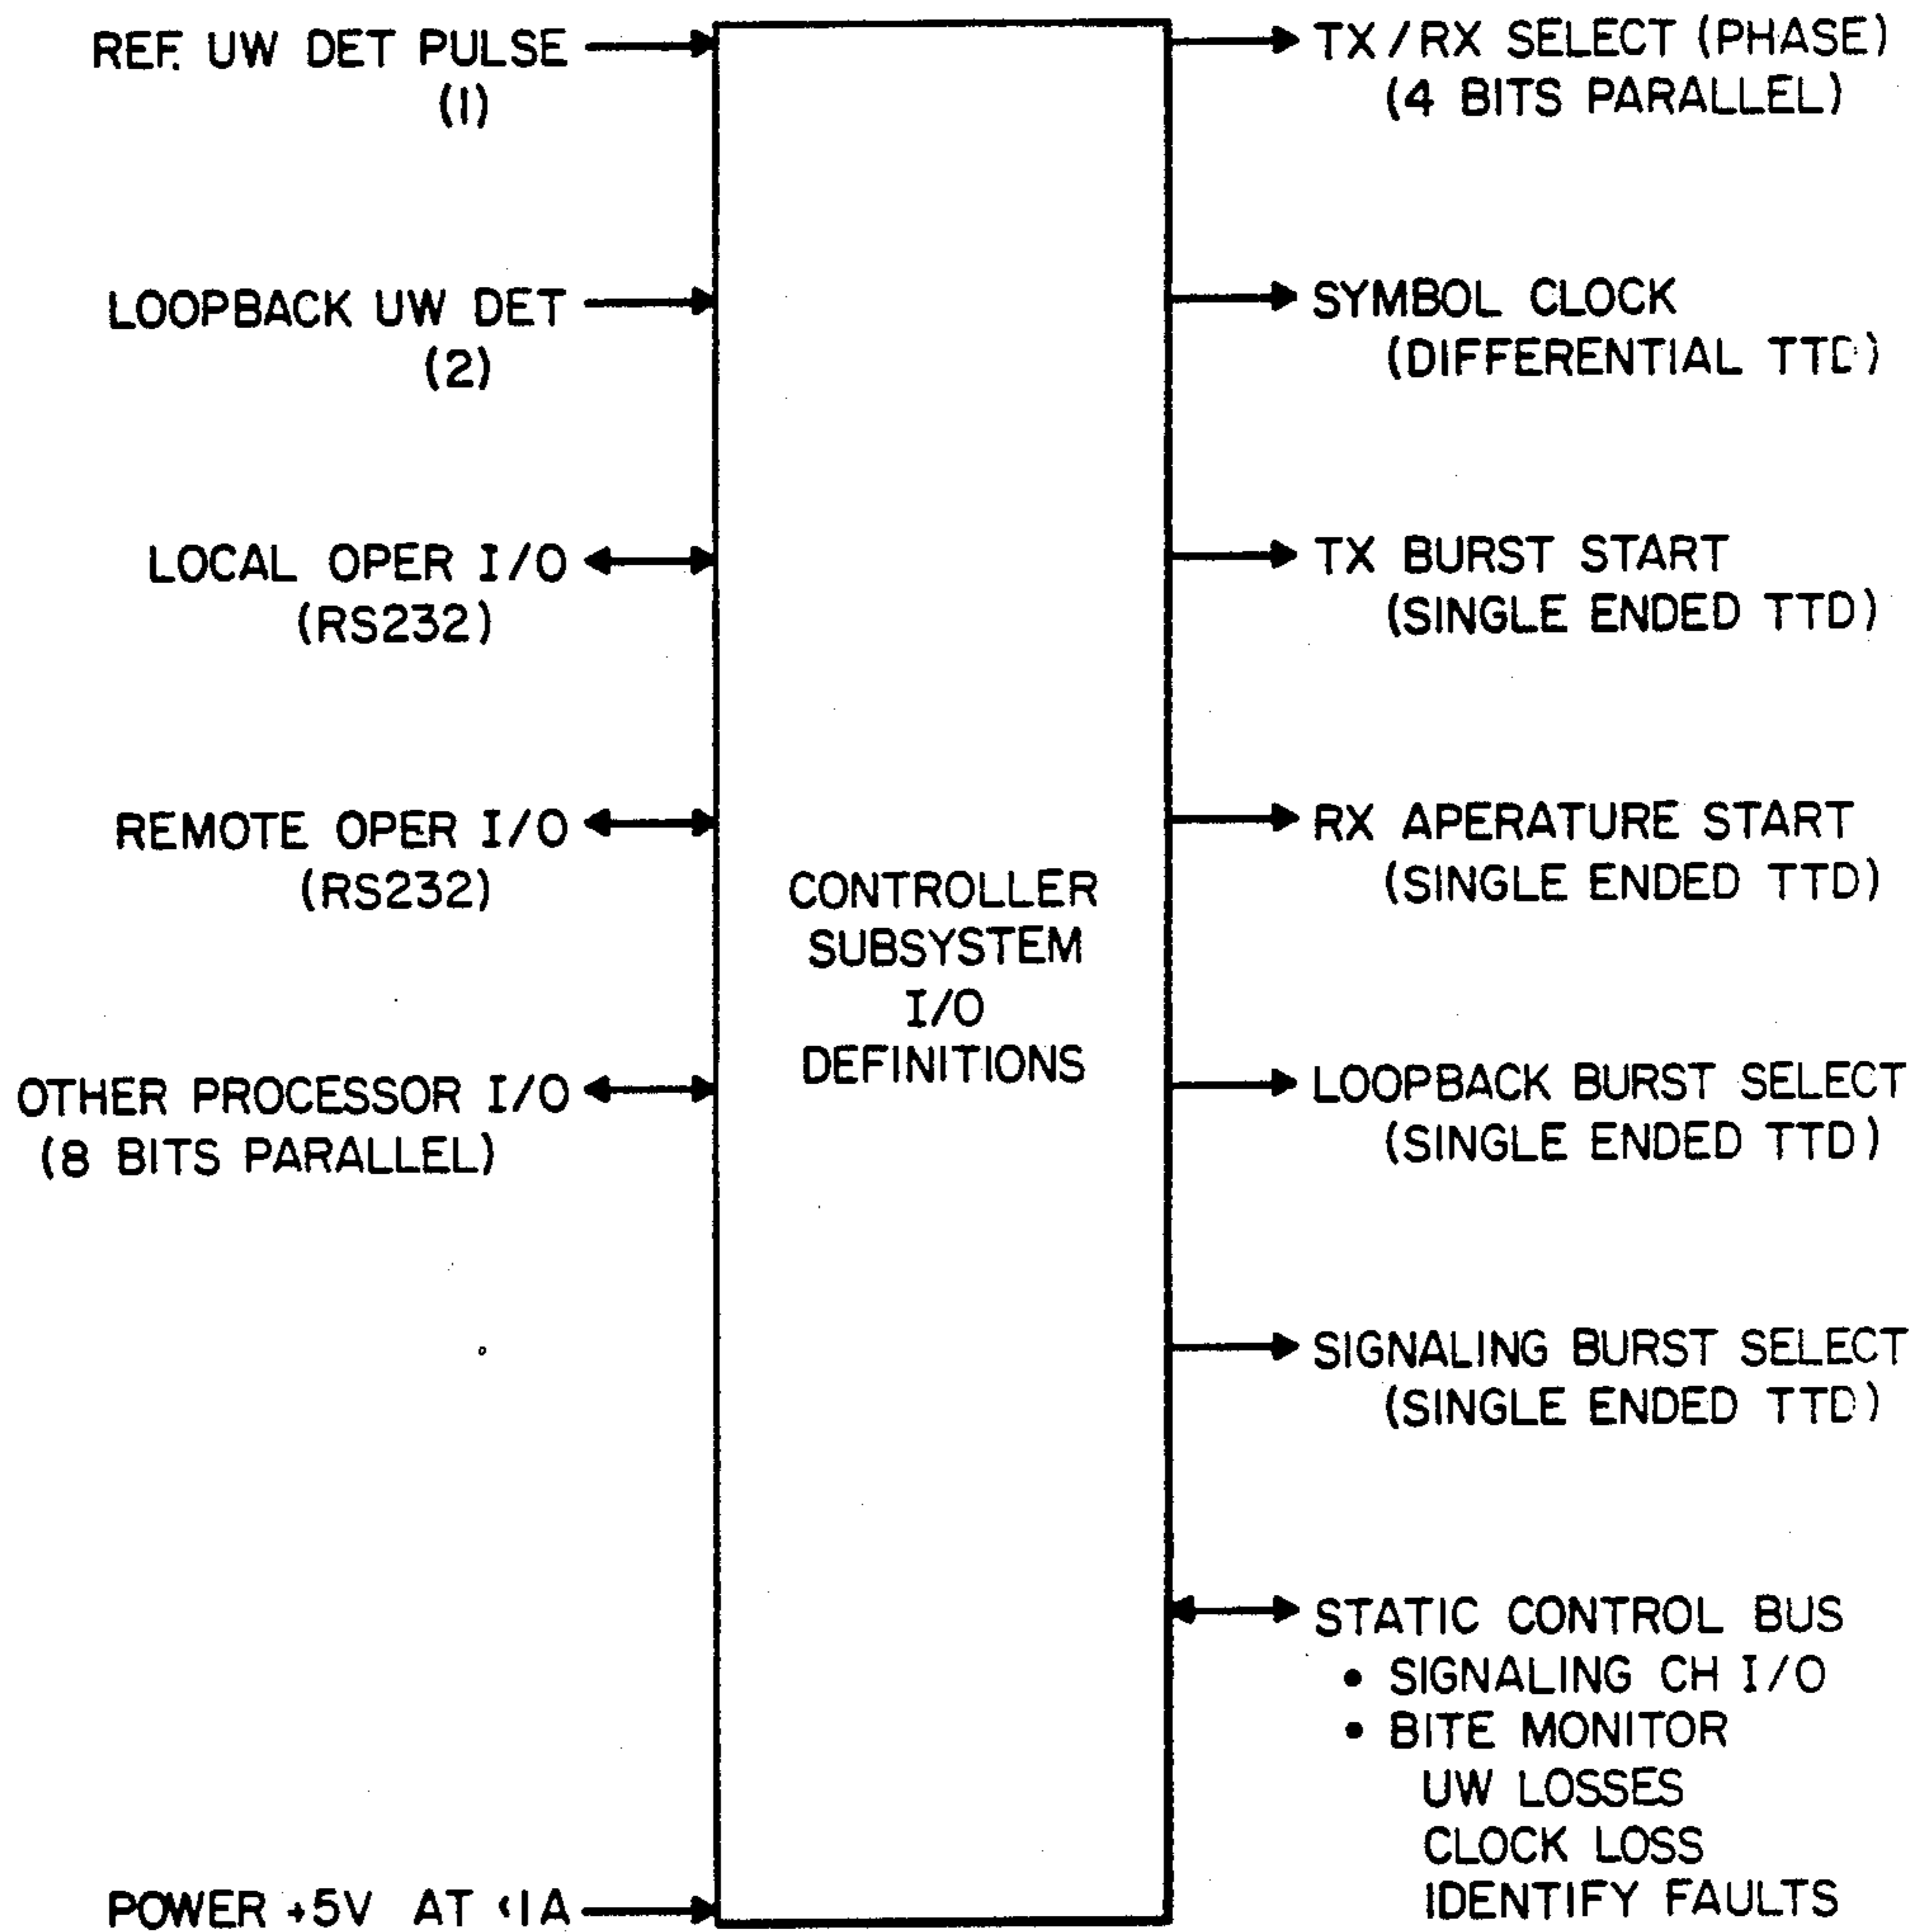 REF. UW DET PULSE
(1)
LOOPBACK UW DET
(2)
LOCAL OPER I/O
(RS232)
REMOTE OPER I/O
(RS232)
OTHER PROCESSOR I/O
(8 BITS PARALLEL)
POWER +5V AT <1A
CONTROLLER
SUBSYSTEM
I/O
DEFINITIONS
TX/RX SELECT (PHASE)
(4 BITS PARALLEL)
SYMBOL CLOCK
(DIFFERENTIAL TTD)
TX BURST START
(SINGLE ENDED TTD)
RX APERATURE START
(SINGLE ENDED TTD)
LOOPBACK BURST SELECT
(SINGLE ENDED TTD)
SIGNALING BURST SELECT
(SINGLE ENDED TTD)
STATIC CONTROL BUS
• SIGNALING CH I/O
• BITE MONITOR
UW LOSSES
CLOCK LOSS
IDENTIFY FAULTS